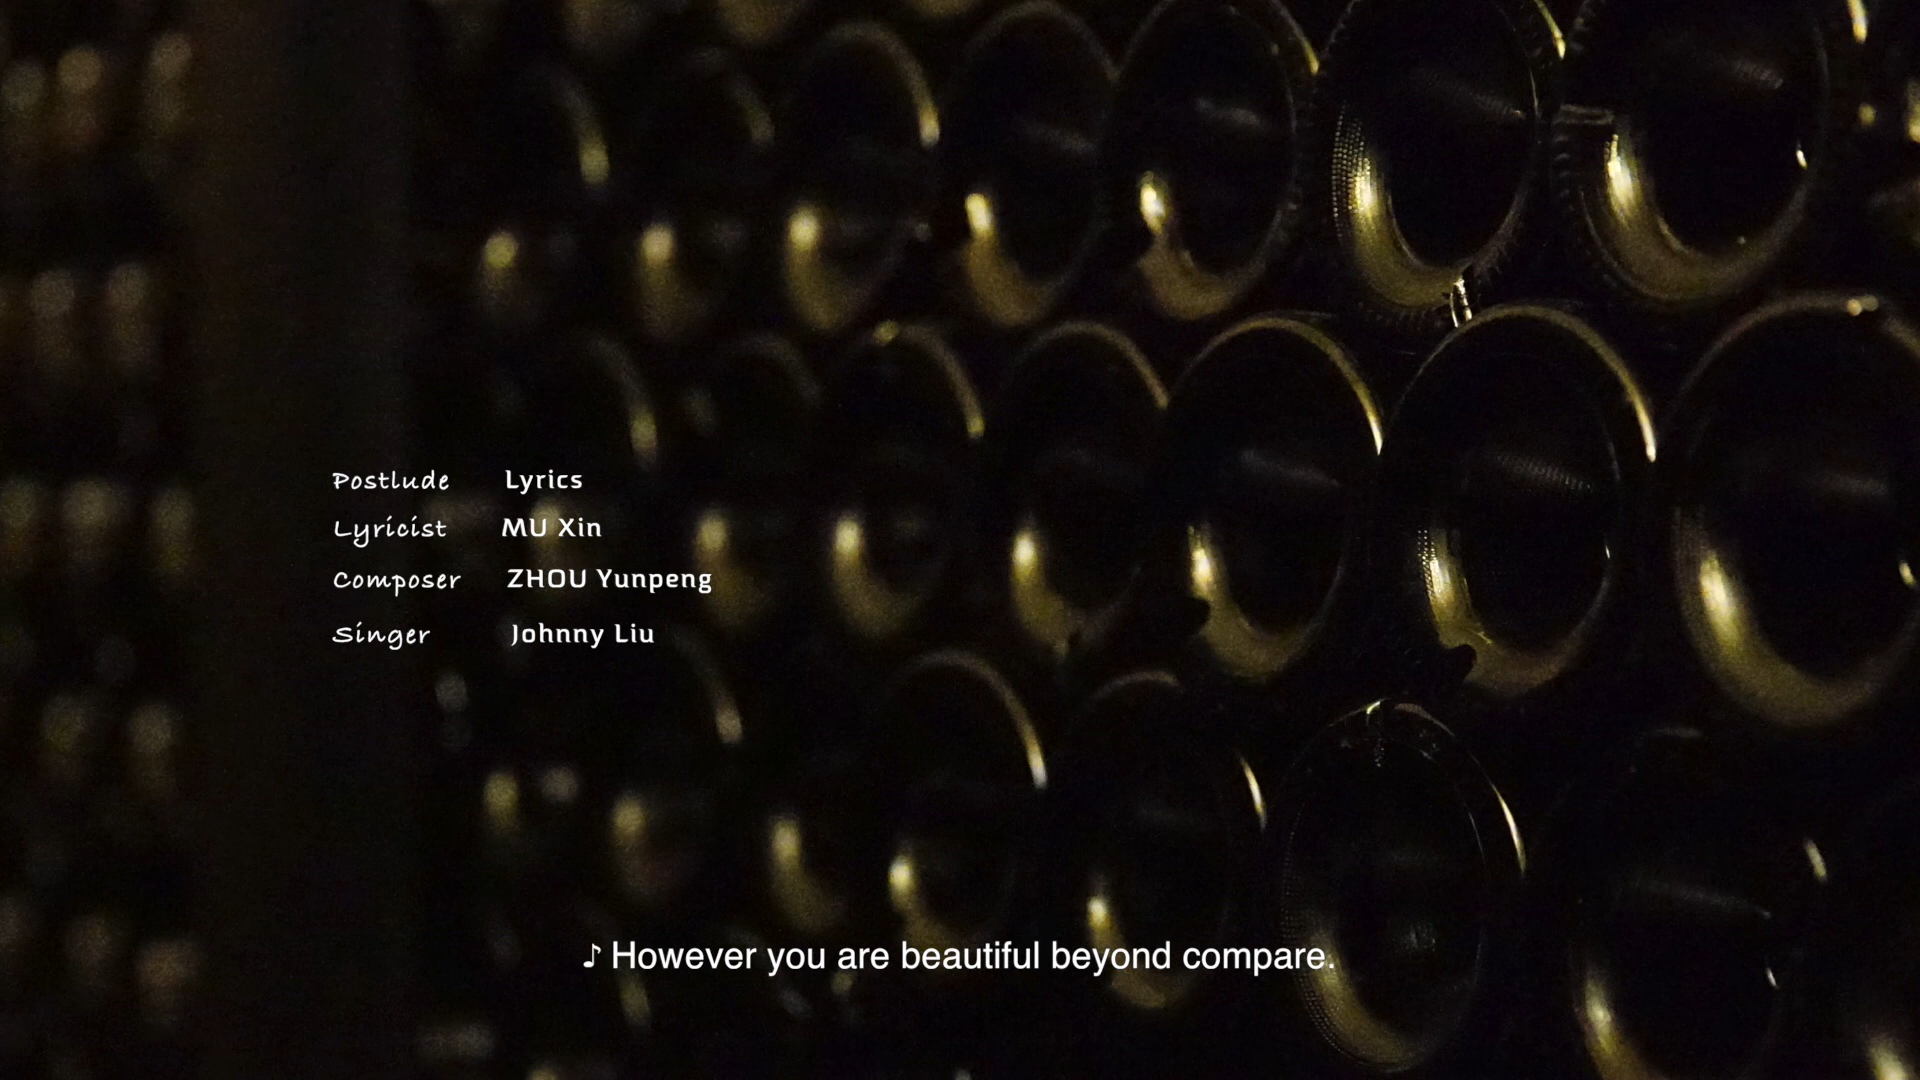 Postlude Lyrics
Lyricist MU Xin
Composer ZHOU Yunpeng
Singer Johnny Liu
♪ However you are beautiful beyond compare.